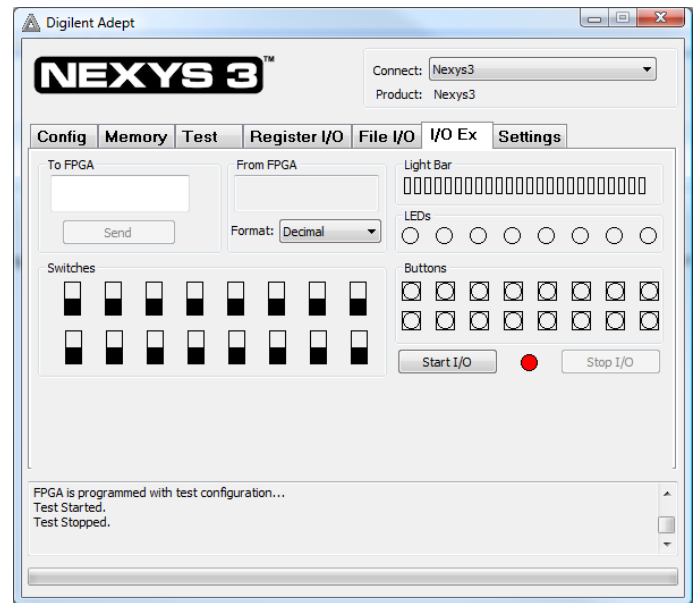 Digilent Adept
NEXYS 3™
Connect: Nexys3
Product: Nexys3
Config Memory Test Register I/O File I/O I/O Ex Settings
To FPGA
Send
From FPGA
Format: Decimal
Light Bar
LEDs
Switches
Buttons
Start I/O
Stop I/O
FPGA is programmed with test configuration...
Test Started.
Test Stopped.